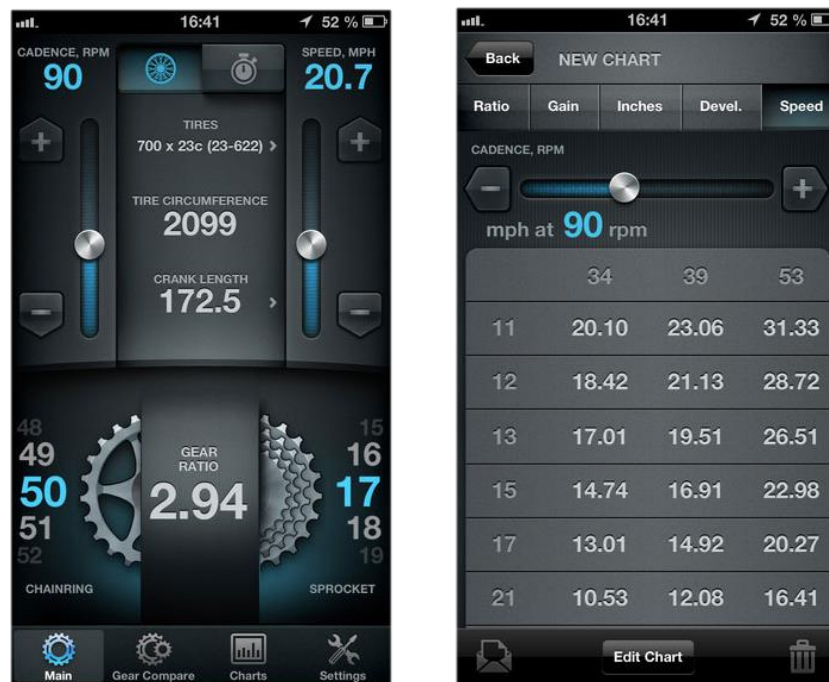 16:41
52 %
CADENCE, RPM
90
SPEED, MPH
20.7
TIRES
700 x 23c (23-622)
TIRE CIRCUMFERENCE
2099
CRANK LENGTH
172.5
48
49
50
51
52
CHAINRING
GEAR
RATIO
2.94
15
16
17
18
19
SPROCKET
Main
Gear Compare
Charts
Settings
16:41
52 %
Back
NEW CHART
Ratio Gain Inches Devel. Speed
CADENCE, RPM
mph at 90 rpm
34 39 53
11 20.10 23.06 31.33
12 18.42 21.13 28.72
13 17.01 19.51 26.51
15 14.74 16.91 22.98
17 13.01 14.92 20.27
21 10.53 12.08 16.41
Edit Chart